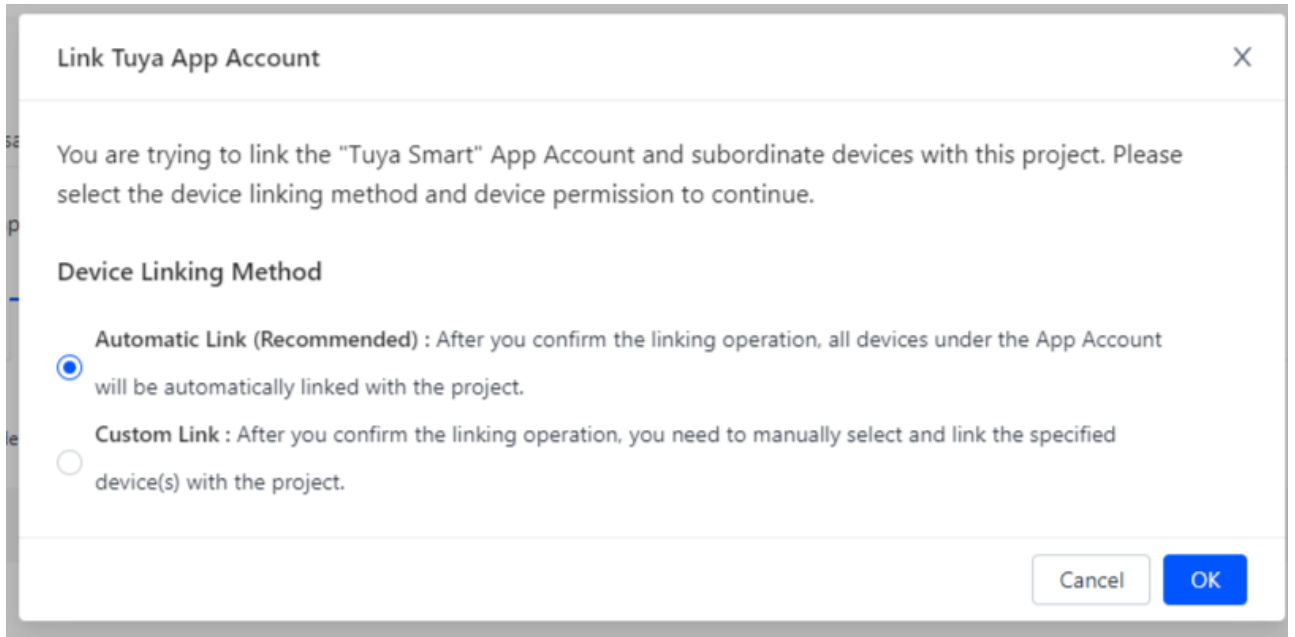 Link Tuya App Account
You are trying to link the "Tuya Smart" App Account and subordinate devices with this project. Please
select the device linking method and device permission to continue.
Device Linking Method
Automatic Link (Recommended) : After you confirm the linking operation, all devices under the App Account
will be automatically linked with the project.
Custom Link : After you confirm the linking operation, you need to manually select and link the specified
device(s) with the project.
Cancel OK